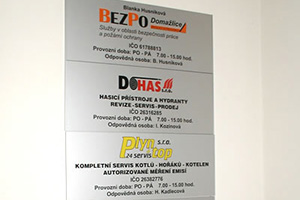 Blanka Husníková
BEZPO Domažlice
Služby v oblasti bezpečnosti práce
a požární ochrany
IČO 61788813
Provozní doba: PO - PÁ 7.00 - 15.00 hod.
Odpovědná osoba: B. Husníková
DOHAS s.r.o.
HASICÍ PŘÍSTROJE A HYDRANTY
REVIZE-SERVIS-PRODEJ
IČO 26316285
Provozní doba: PO - PÁ 7.00 - 15.00 hod.
Odpovědná osoba: I. Kozinová
Plyn s.r.o.
24 servis top
KOMPLETNÍ SERVIS KOTLŮ - HOŘÁKŮ - KOTELEN
AUTORIZOVANÉ MĚŘENÍ EMISÍ
IČO 26382776
Provozní doba: PO - PÁ 7.00 - 15.00 hod.
Odpovědná osoba: H. Kadlecová